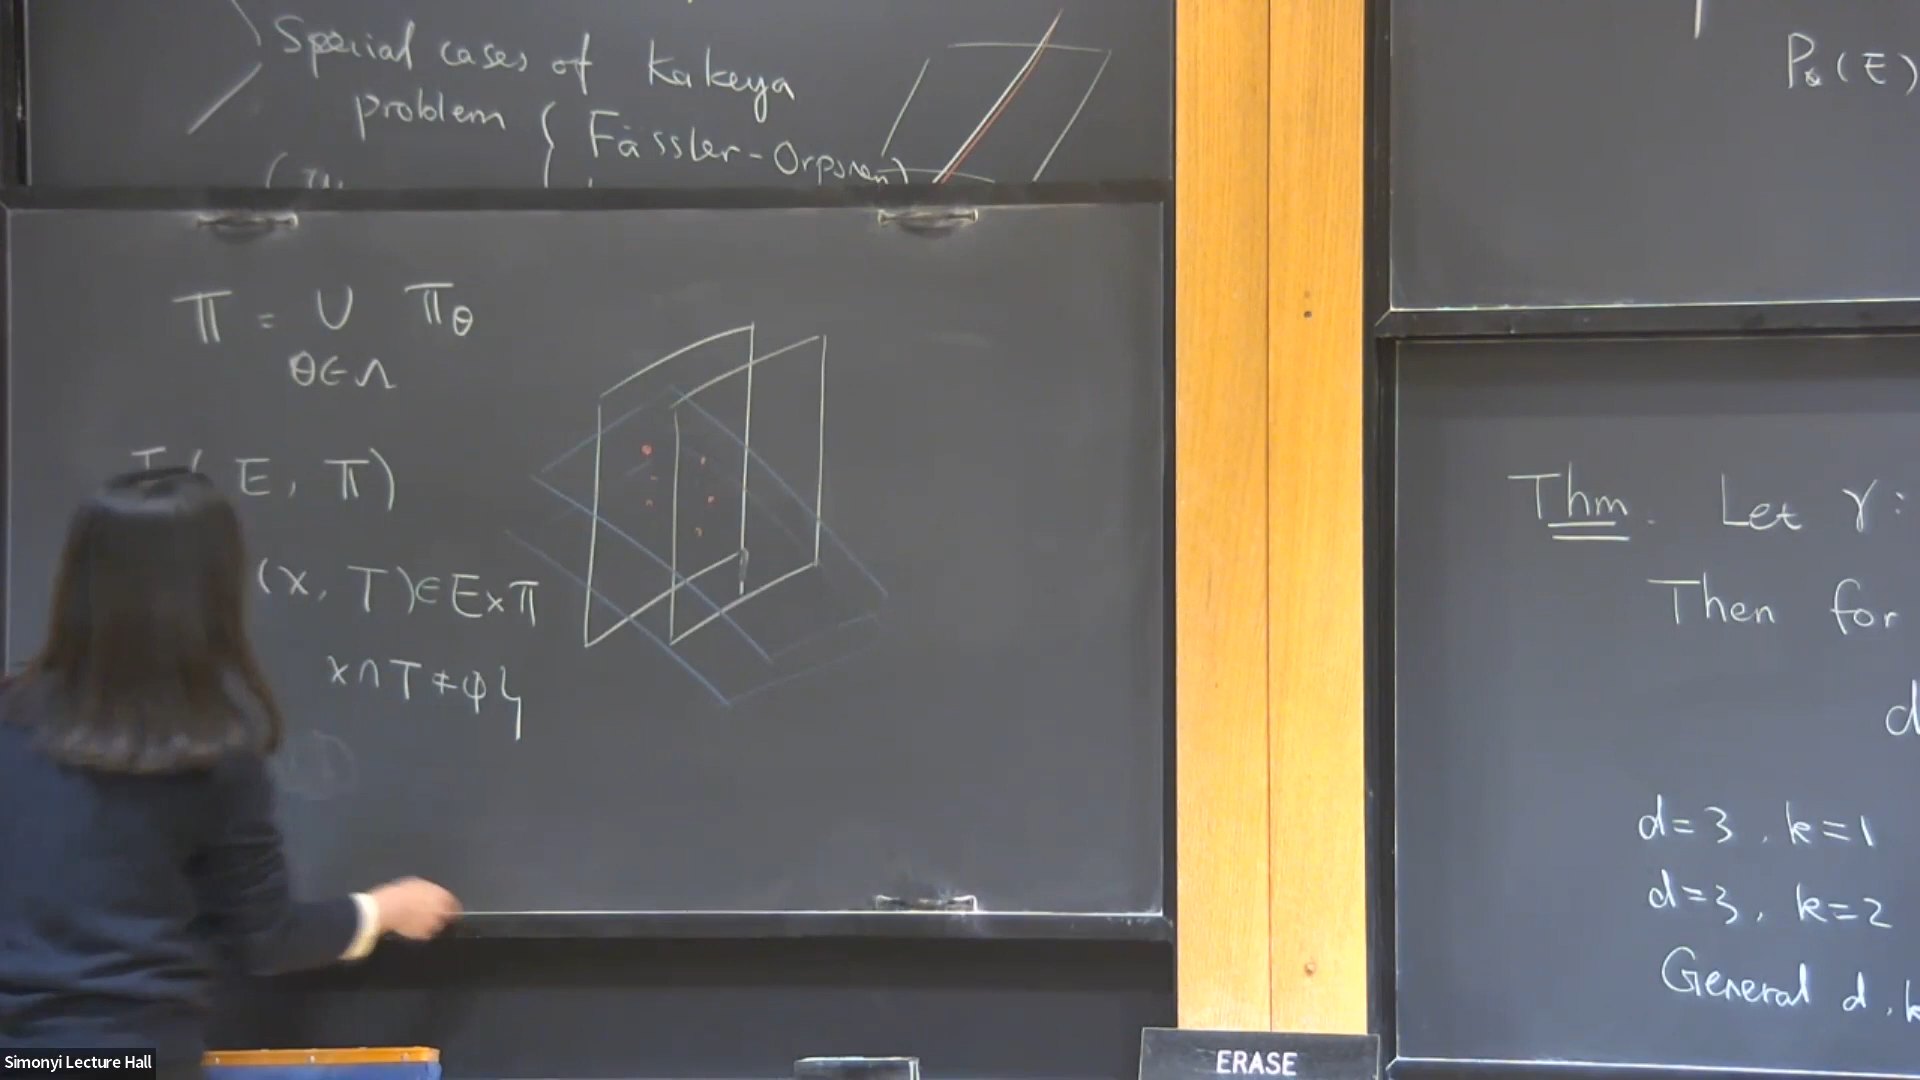 Special cases of Kakeya
problem { Fässler-Orponen)
𝕋 = ∪ 𝕋_θ
θ∈Λ
I( E, 𝕋)
(x, T)∈E×𝕋
x∩T≠φ}
P_θ(E)
Thm. Let γ:
Then for
d
d=3, k=1
d=3, k=2
General d, k
ERASE
Simonyi Lecture Hall